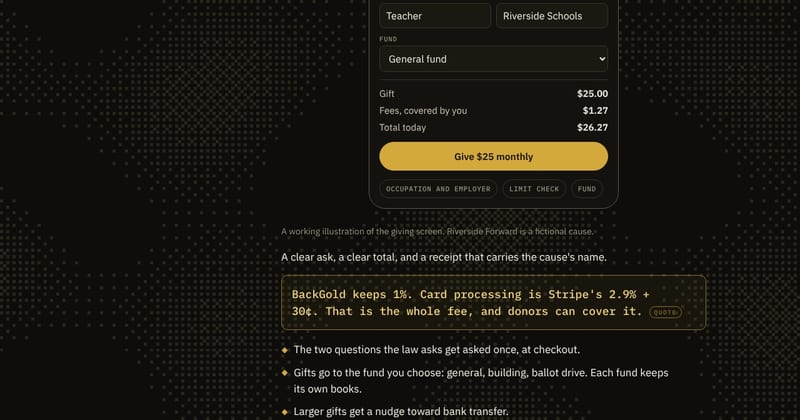 Teacher
Riverside Schools
FUND
General fund
Gift $25.00
Fees, covered by you $1.27
Total today $26.27
Give $25 monthly
OCCUPATION AND EMPLOYER LIMIT CHECK FUND
A working illustration of the giving screen. Riverside Forward is a fictional cause.
A clear ask, a clear total, and a receipt that carries the cause's name.
BackGold keeps 1%. Card processing is Stripe's 2.9% +
30¢. That is the whole fee, and donors can cover it. QUOTE
The two questions the law asks get asked once, at checkout.
Gifts go to the fund you choose: general, building, ballot drive. Each fund keeps
its own books.
Larger gifts get a nudge toward bank transfer.